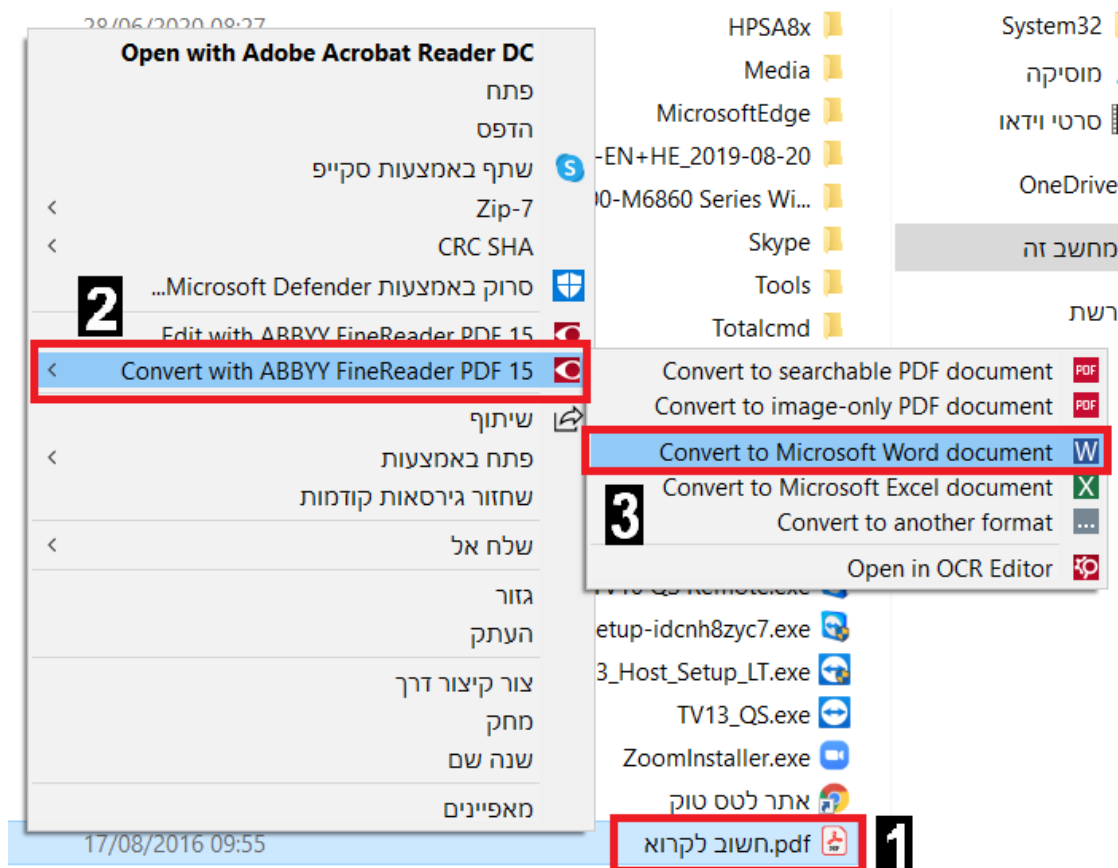 28/06/2020 08:27
Open with Adobe Acrobat Reader DC
פתח
הדפס
שתף באמצעות סקייפ
Zip-7
CRC SHA
סרוק באמצעות Microsoft Defender...
2
Edit with ABBYY FineReader PDF 15
Convert with ABBYY FineReader PDF 15
שיתוף
פתח באמצעות
שחזור גירסאות קודמות
שלח אל
גזור
העתק
צור קיצור דרך
מחק
שנה שם
מאפיינים
17/08/2016 09:55
HPSA8x
Media
MicrosoftEdge
-EN+HE_2019-08-20
00-M6860 Series Wi...
Skype
Tools
Totalcmd
Convert to searchable PDF document
PDF
Convert to image-only PDF document
PDF
Convert to Microsoft Word document
W
Convert to Microsoft Excel document
X
3
Convert to another format
Open in OCR Editor
etup-idcnh8zyc7.exe
3_Host_Setup_LT.exe
TV13_QS.exe
ZoomInstaller.exe
אתר לטס טוק
חשוב לקרוא.pdf
1
System32
מוסיקה
סרטי וידאו
OneDrive
מחשב זה
רשת